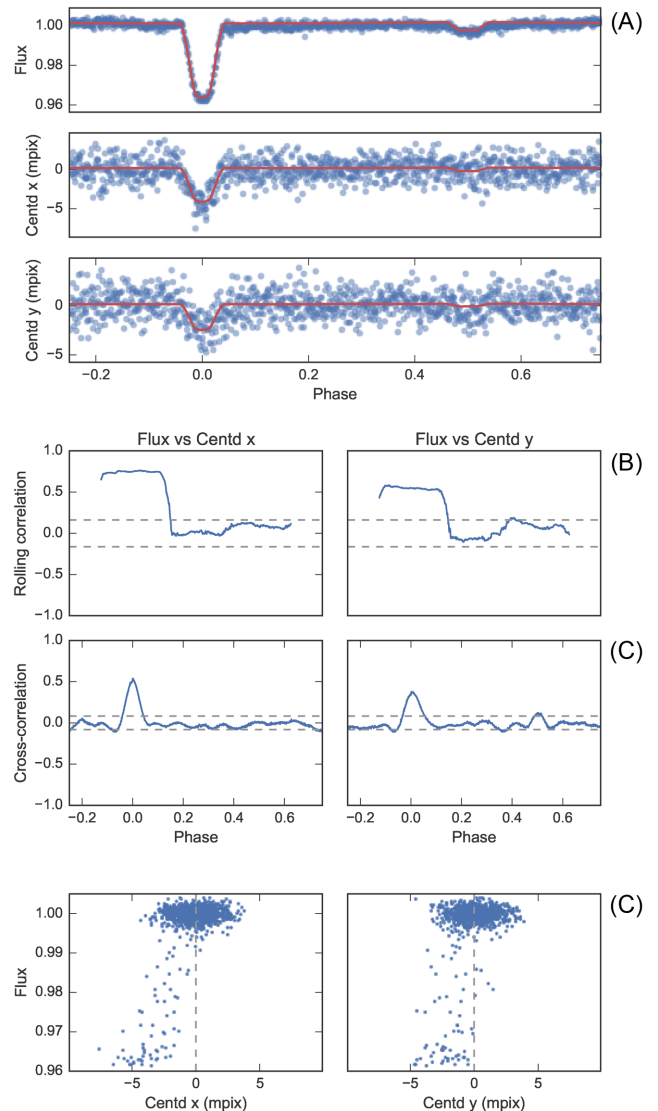 1.00
0.98
0.96
Flux
(A)
0
−5
Centd x (mpix)
0
−5
Centd y (mpix)
−0.2 0.0 0.2 0.4 0.6
Phase
Flux vs Centd x Flux vs Centd y
1.0
0.5
0.0
−0.5
−1.0
Rolling correlation
(B)
1.0
0.5
0.0
−0.5
−1.0
Cross-correlation
(C)
−0.2 0.0 0.2 0.4 0.6 −0.2 0.0 0.2 0.4 0.6
Phase Phase
1.00
0.99
0.98
0.97
0.96
Flux
(C)
−5 0 5 −5 0 5
Centd x (mpix) Centd y (mpix)